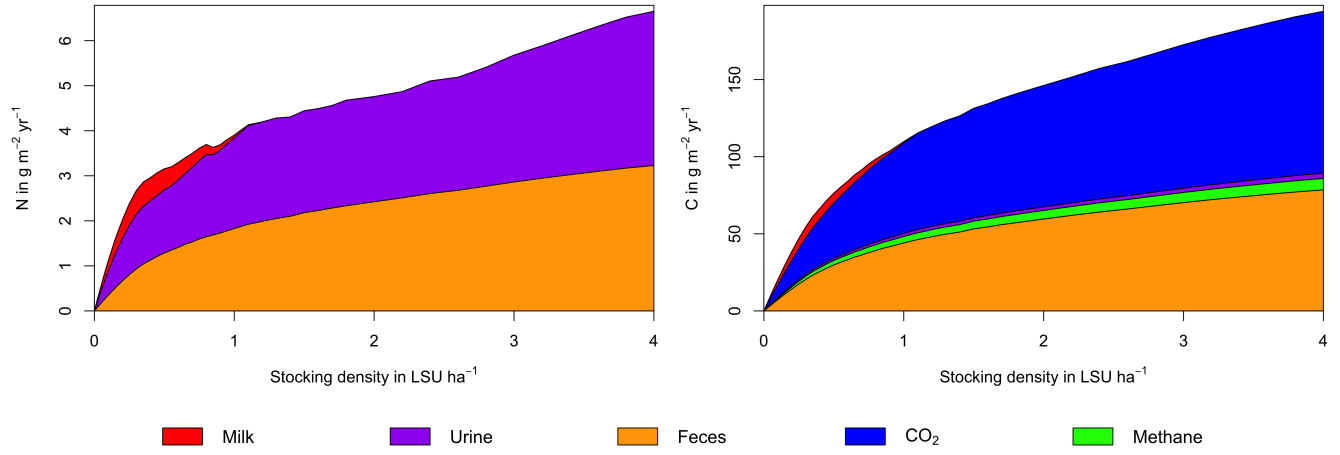 N in g m⁻² yr⁻¹
0
1
2
3
4
5
6
0 1 2 3 4
Stocking density in LSU ha⁻¹
C in g m⁻² yr⁻¹
0
50
100
150
0 1 2 3 4
Stocking density in LSU ha⁻¹
Milk Urine Feces CO₂ Methane